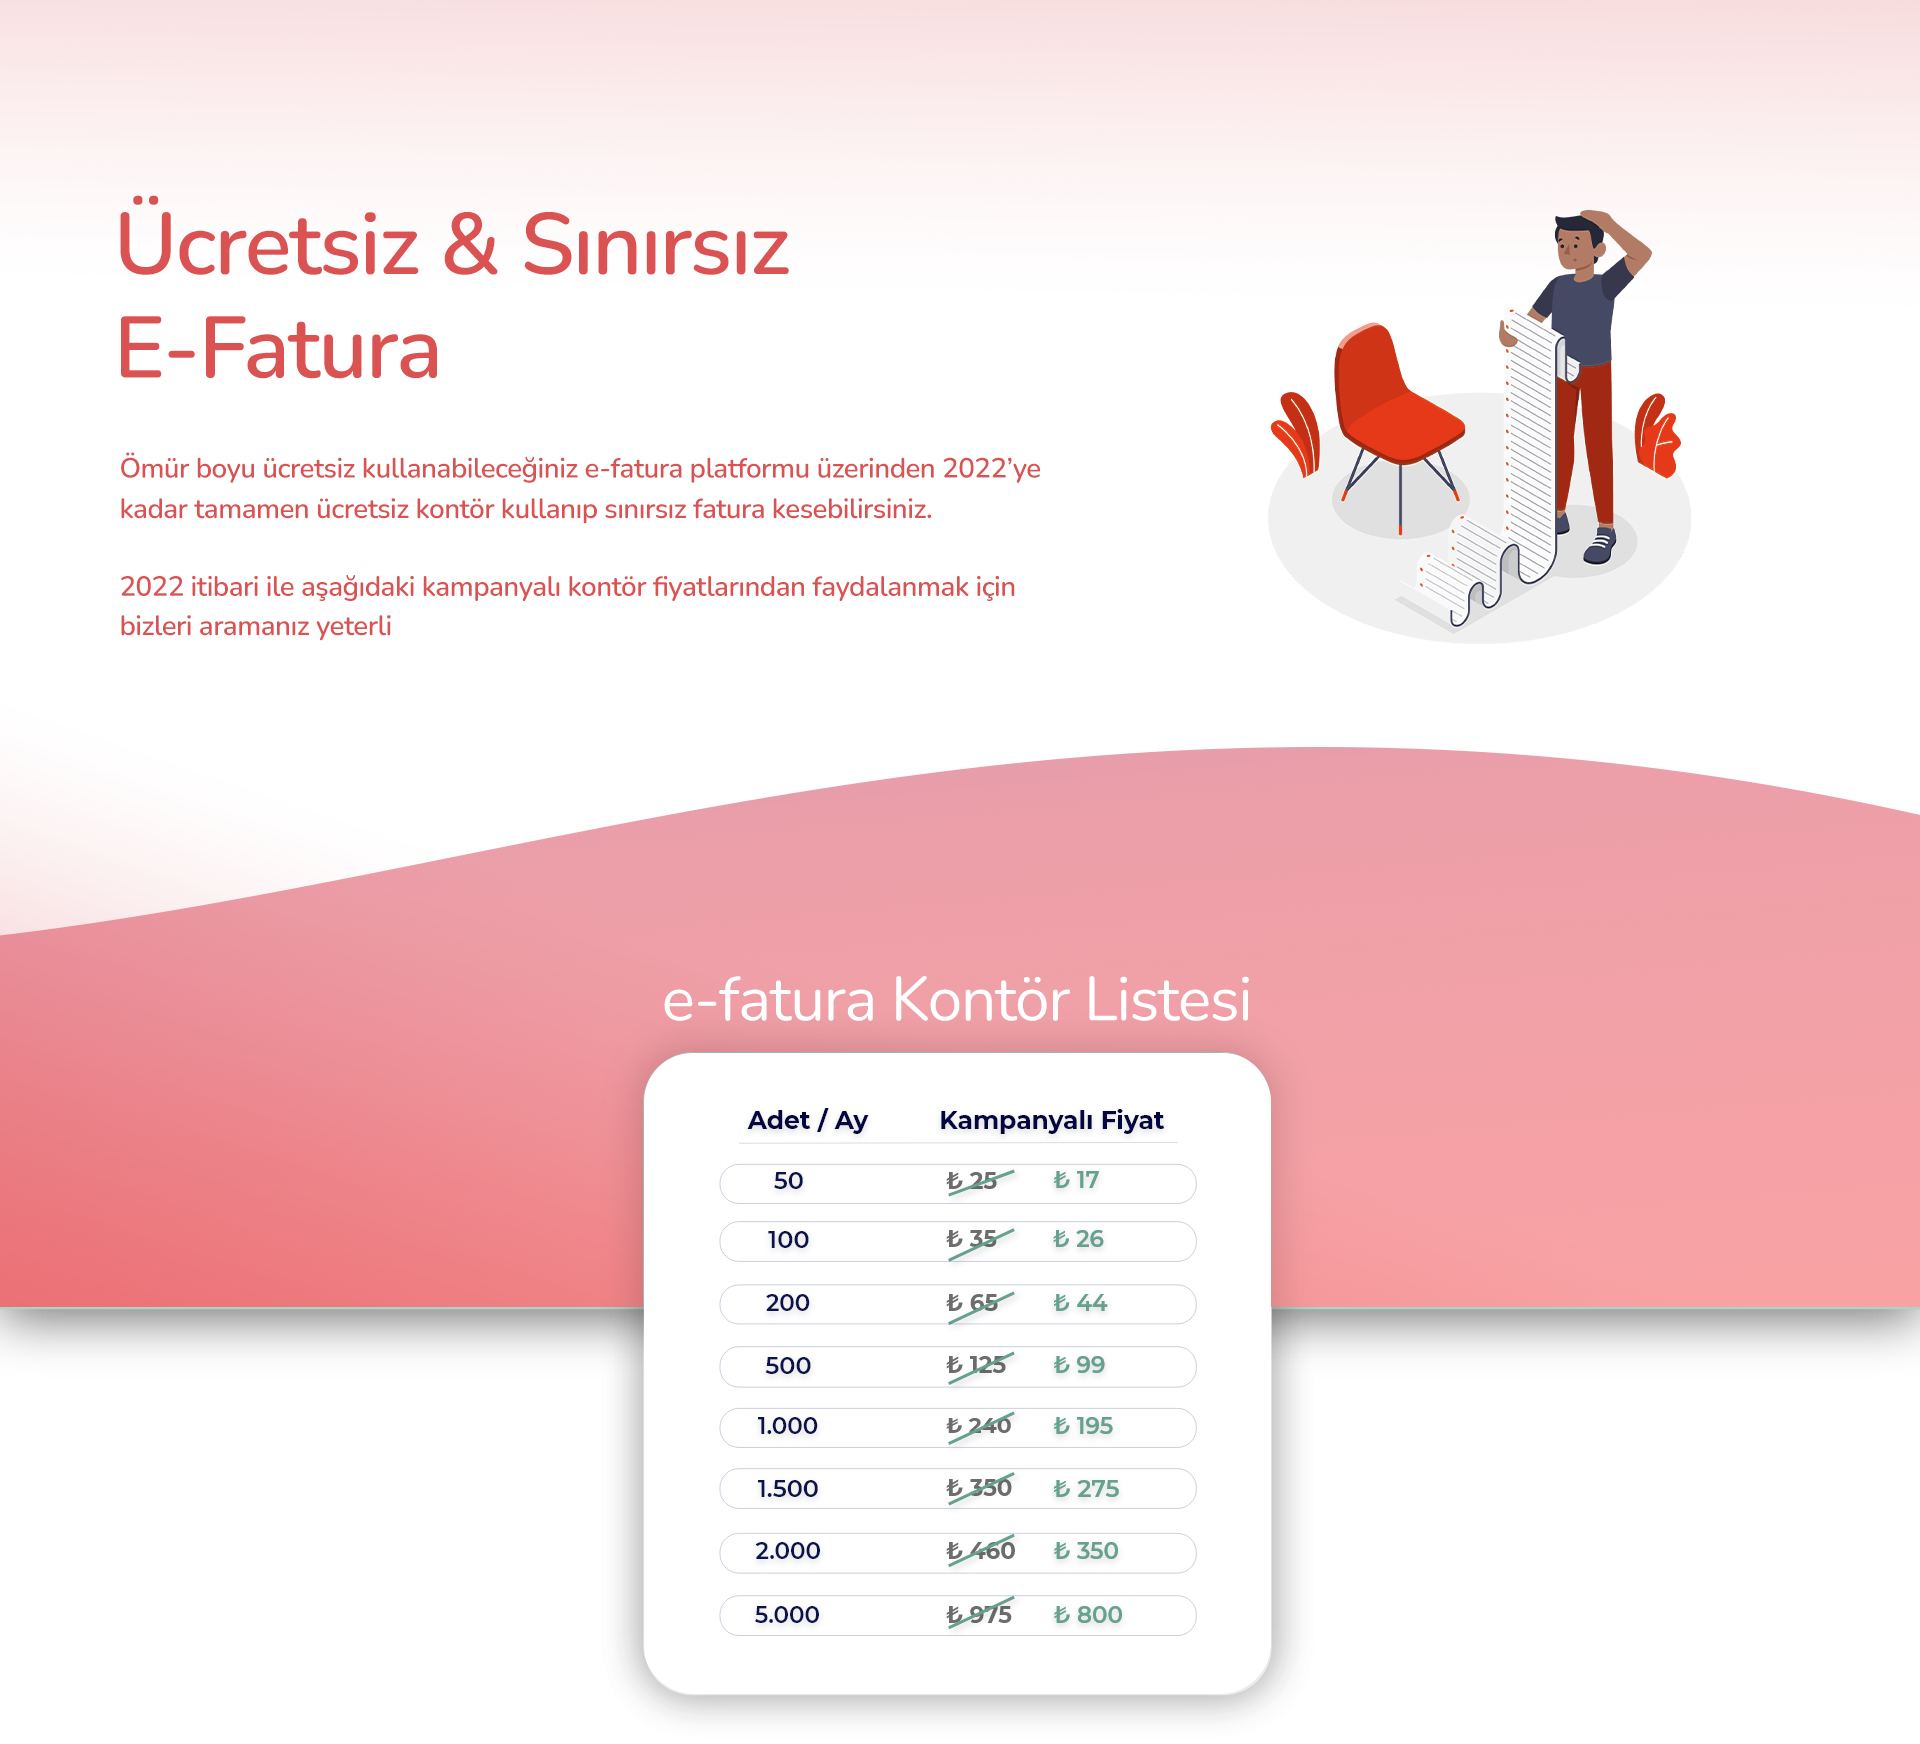 Ücretsiz & Sınırsız
E-Fatura
Ömür boyu ücretsiz kullanabileceğiniz e-fatura platformu üzerinden 2022’ye
kadar tamamen ücretsiz kontör kullanıp sınırsız fatura kesebilirsiniz.
2022 itibari ile aşağıdaki kampanyalı kontör fiyatlarından faydalanmak için
bizleri aramanız yeterli
e-fatura Kontör Listesi
Adet / Ay Kampanyalı Fiyat
50 ₺ 25 ₺ 17
100 ₺ 35 ₺ 26
200 ₺ 65 ₺ 44
500 ₺ 125 ₺ 99
1.000 ₺ 240 ₺ 195
1.500 ₺ 350 ₺ 275
2.000 ₺ 460 ₺ 350
5.000 ₺ 975 ₺ 800